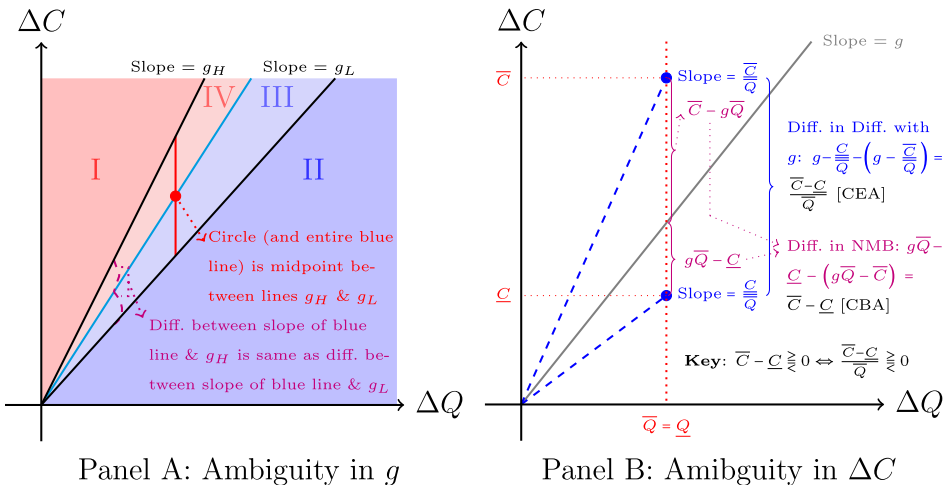 ΔC
Slope = g_H
Slope = g_L
IV
III
I
II
Circle (and entire blue
line) is midpoint be-
tween lines g_H & g_L
Diff. between slope of blue
line & g_H is same as diff. be-
tween slope of blue line & g_L
ΔQ
Panel A: Ambiguity in g
ΔC
Slope = g
C̅
Slope = C̅/Q̲̅
C̅ − gQ̅
Diff. in Diff. with
g: g − C̲/Q̲̅ − (g − C̅/Q̲̅) =
(C̅−C̲)/Q̲̅ [CEA]
gQ̅ − C̲
Diff. in NMB: gQ̅ −
C̲ − (gQ̅ − C̅) =
C̅ − C̲ [CBA]
C̲
Slope = C̲/Q̲̅
Key: C̅ − C̲ ⪌ 0 ⇔ (C̅−C̲)/Q̲̅ ⪌ 0
ΔQ
Q̅ = Q̲
Panel B: Amibguity in ΔC